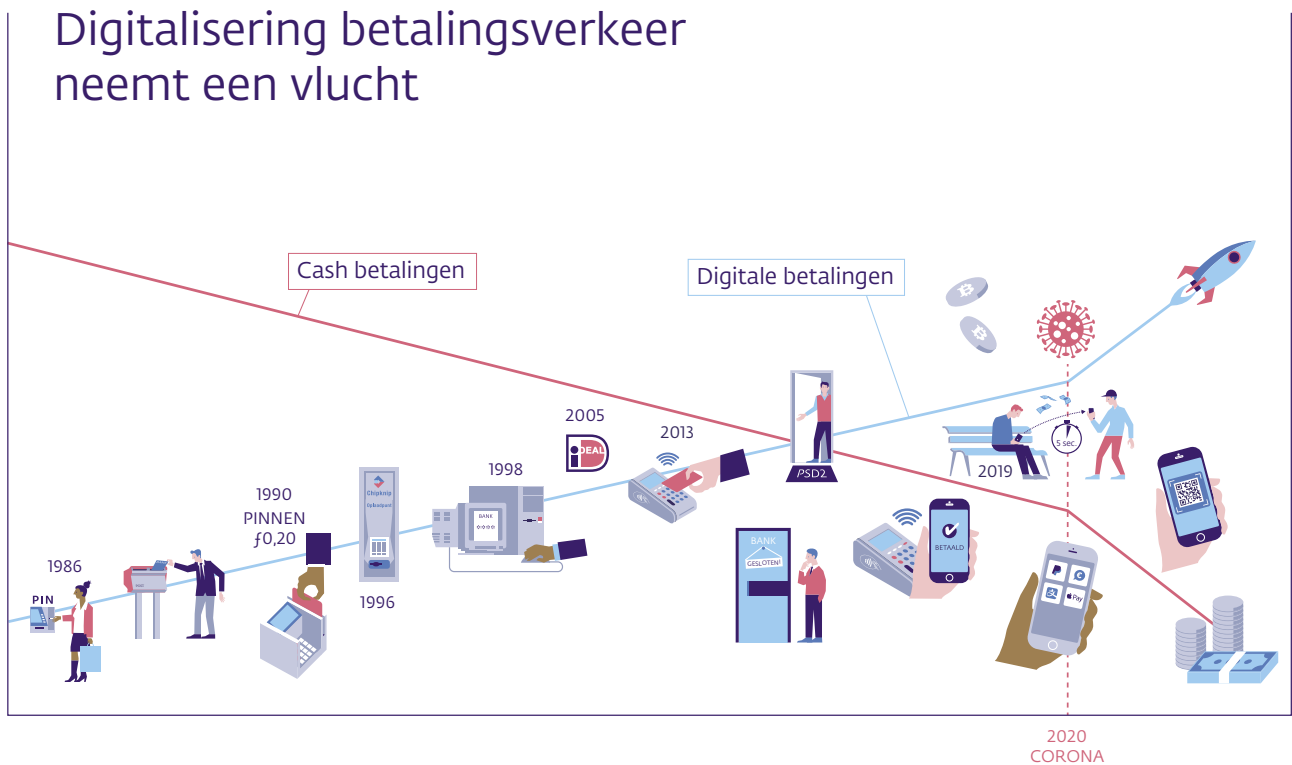 Digitalisering betalingsverkeer
neemt een vlucht
Cash betalingen
Digitale betalingen
2005
iDEAL
2013
1998
BANK
****
Chipknip
Oplaadpunt
1996
1990
PINNEN
ƒ0,20
1986
PIN
PSD2
5 sec.
2019
BANK
GESLOTEN!
BETAALD
Pay
2020
CORONA